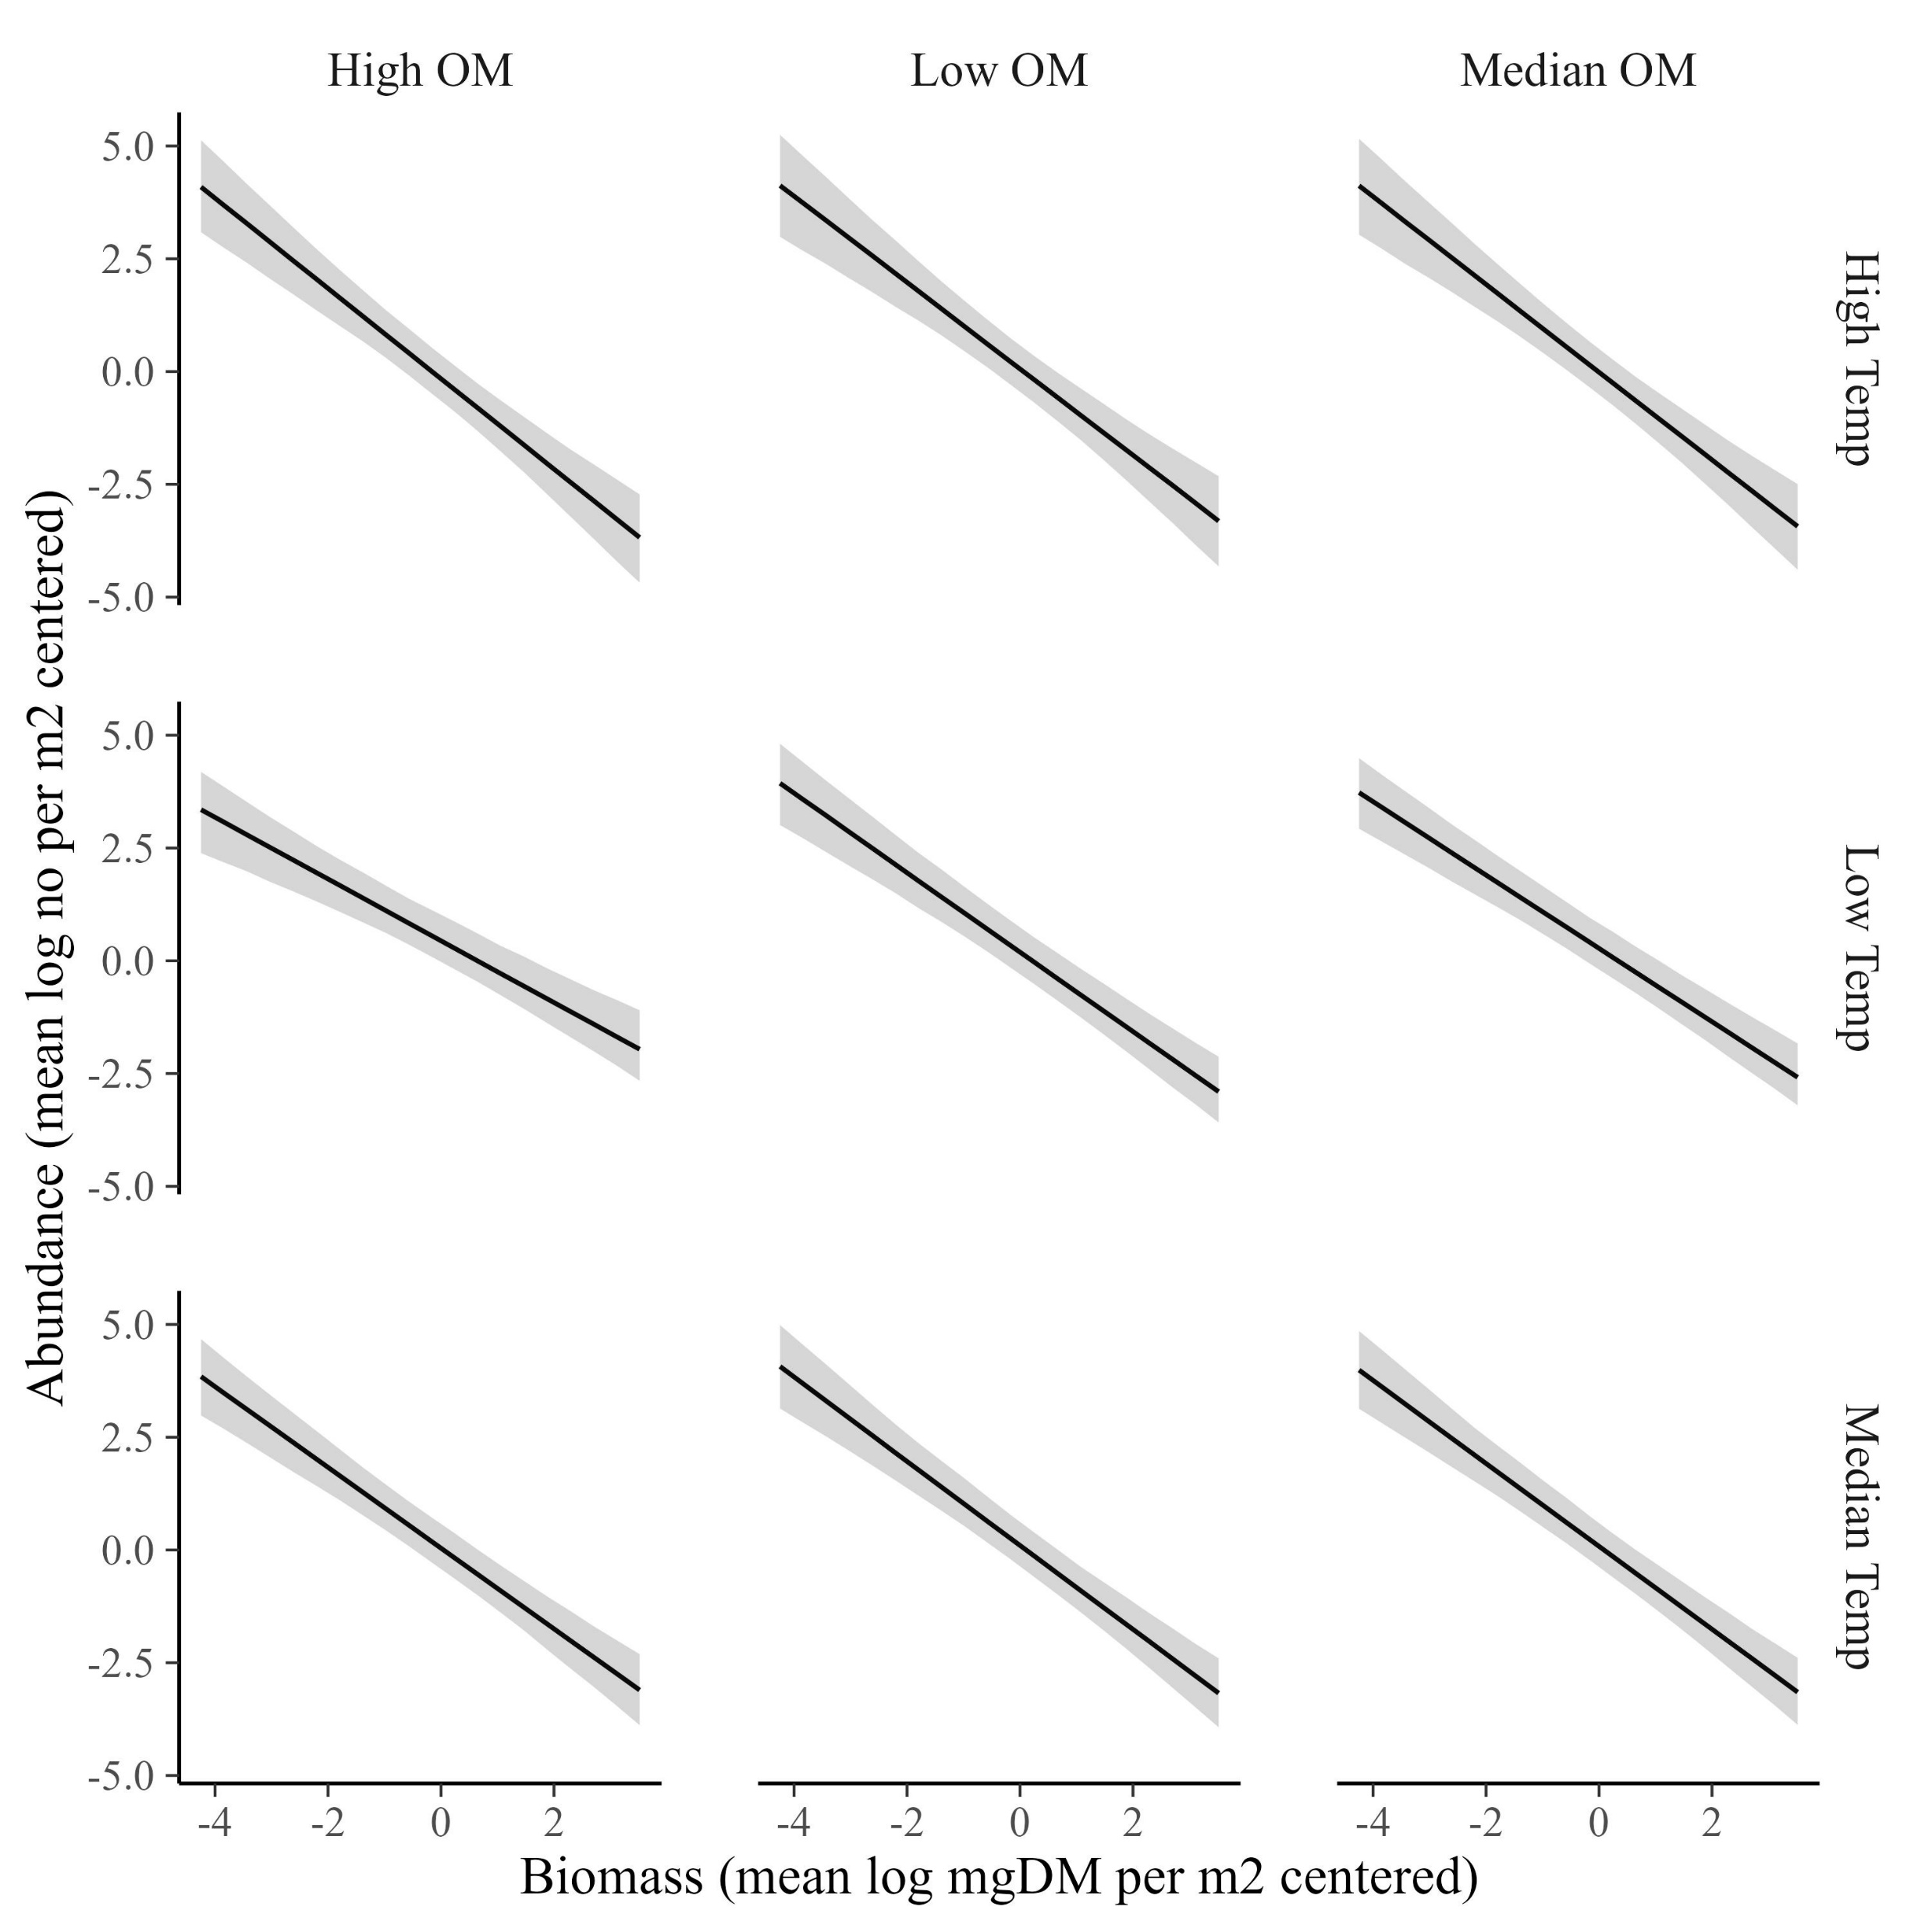 High OM Low OM Median OM
5.0
2.5
0.0
-2.5
-5.0
High Temp
5.0
2.5
0.0
-2.5
-5.0
Low Temp
5.0
2.5
0.0
-2.5
-5.0
Median Temp
Abundance (mean log no per m2 centered)
-4 -2 0 2 -4 -2 0 2 -4 -2 0 2
Biomass (mean log mgDM per m2 centered)